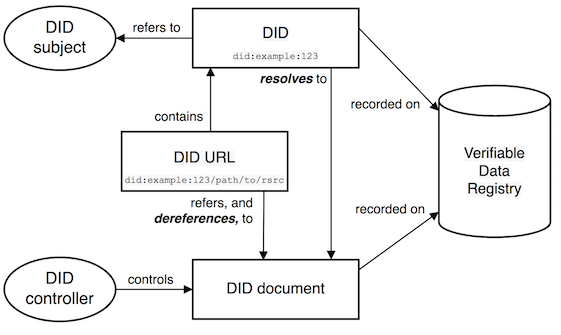 DID
subject
refers to
DID
did:example:123
resolves to
recorded on
contains
Verifiable
Data
Registry
DID URL
did:example:123/path/to/rsrc
refers, and
dereferences, to
recorded on
DID
controller
controls
DID document